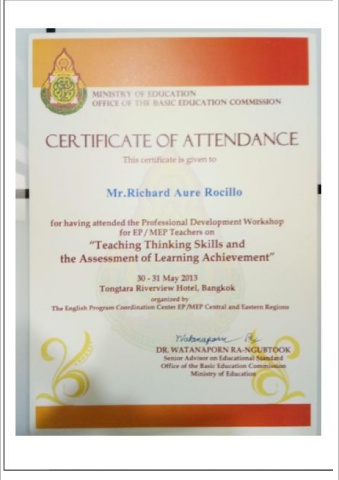 MINISTRY OF EDUCATION
OFFICE OF THE BASIC EDUCATION COMMISSION
CERTIFICATE OF ATTENDANCE
This certificate is given to
Mr.Richard Aure Rocillo
for having attended the Professional Development Workshop
for EP / MEP Teachers on
"Teaching Thinking Skills and
the Assessment of Learning Achievement"
30 - 31 May 2013
Tongtara Riverview Hotel, Bangkok
organized by
The English Program Coordination Center EP /MEP Central and Eastern Regions
Watanaporn
DR. WATANAPORN RA-NGUBTOOK
Senior Advisor on Educational Standard
Office of the Basic Education Commission
Ministry of Education